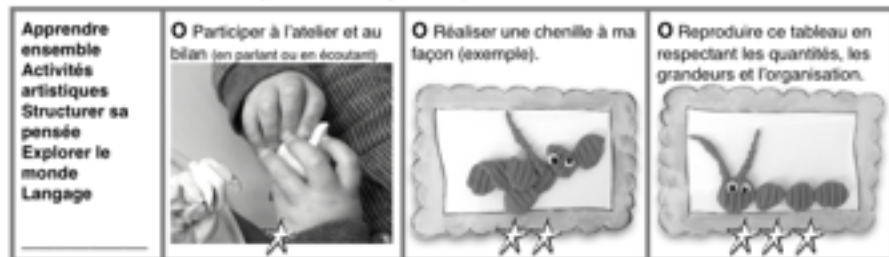 Apprendre
ensemble
Activités
artistiques
Structurer sa
pensée
Explorer le
monde
Langage
O Participer à l'atelier et au
bilan (en parlant ou en écoutant)
O Réaliser une chenille à ma
façon (exemple).
O Reproduire ce tableau en
respectant les quantités, les
grandeurs et l'organisation.